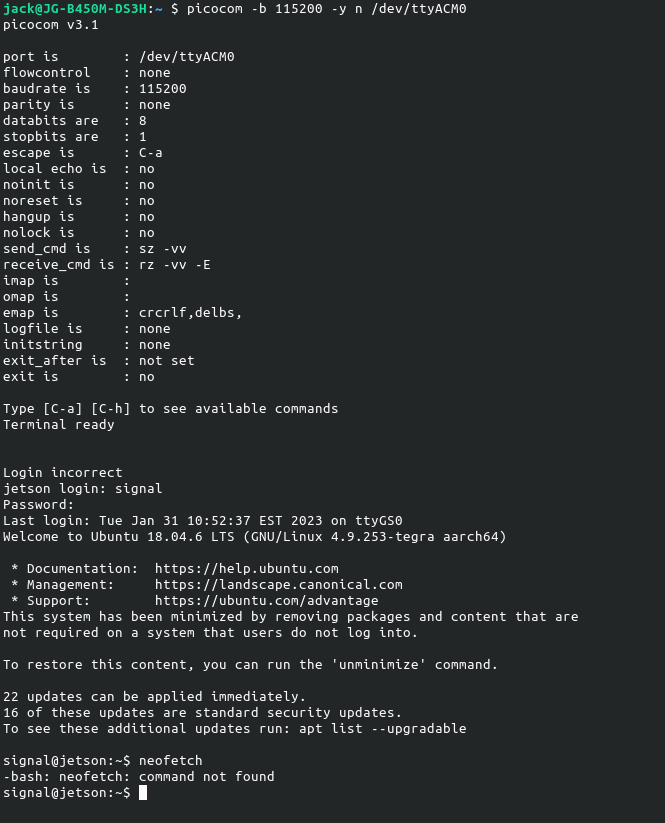 jack@JG-B450M-DS3H:~ $ picocom -b 115200 -y n /dev/ttyACM0
picocom v3.1
port is        : /dev/ttyACM0
flowcontrol    : none
baudrate is    : 115200
parity is      : none
databits are   : 8
stopbits are   : 1
escape is      : C-a
local echo is  : no
noinit is      : no
noreset is     : no
hangup is      : no
nolock is      : no
send_cmd is    : sz -vv
receive_cmd is : rz -vv -E
imap is        :
omap is        :
emap is        : crcrlf,delbs,
logfile is     : none
initstring     : none
exit_after is  : not set
exit is        : no
Type [C-a] [C-h] to see available commands
Terminal ready
Login incorrect
jetson login: signal
Password:
Last login: Tue Jan 31 10:52:37 EST 2023 on ttyGS0
Welcome to Ubuntu 18.04.6 LTS (GNU/Linux 4.9.253-tegra aarch64)
 * Documentation:  https://help.ubuntu.com
 * Management:     https://landscape.canonical.com
 * Support:        https://ubuntu.com/advantage
This system has been minimized by removing packages and content that are
not required on a system that users do not log into.
To restore this content, you can run the 'unminimize' command.
22 updates can be applied immediately.
16 of these updates are standard security updates.
To see these additional updates run: apt list --upgradable
signal@jetson:~$ neofetch
-bash: neofetch: command not found
signal@jetson:~$